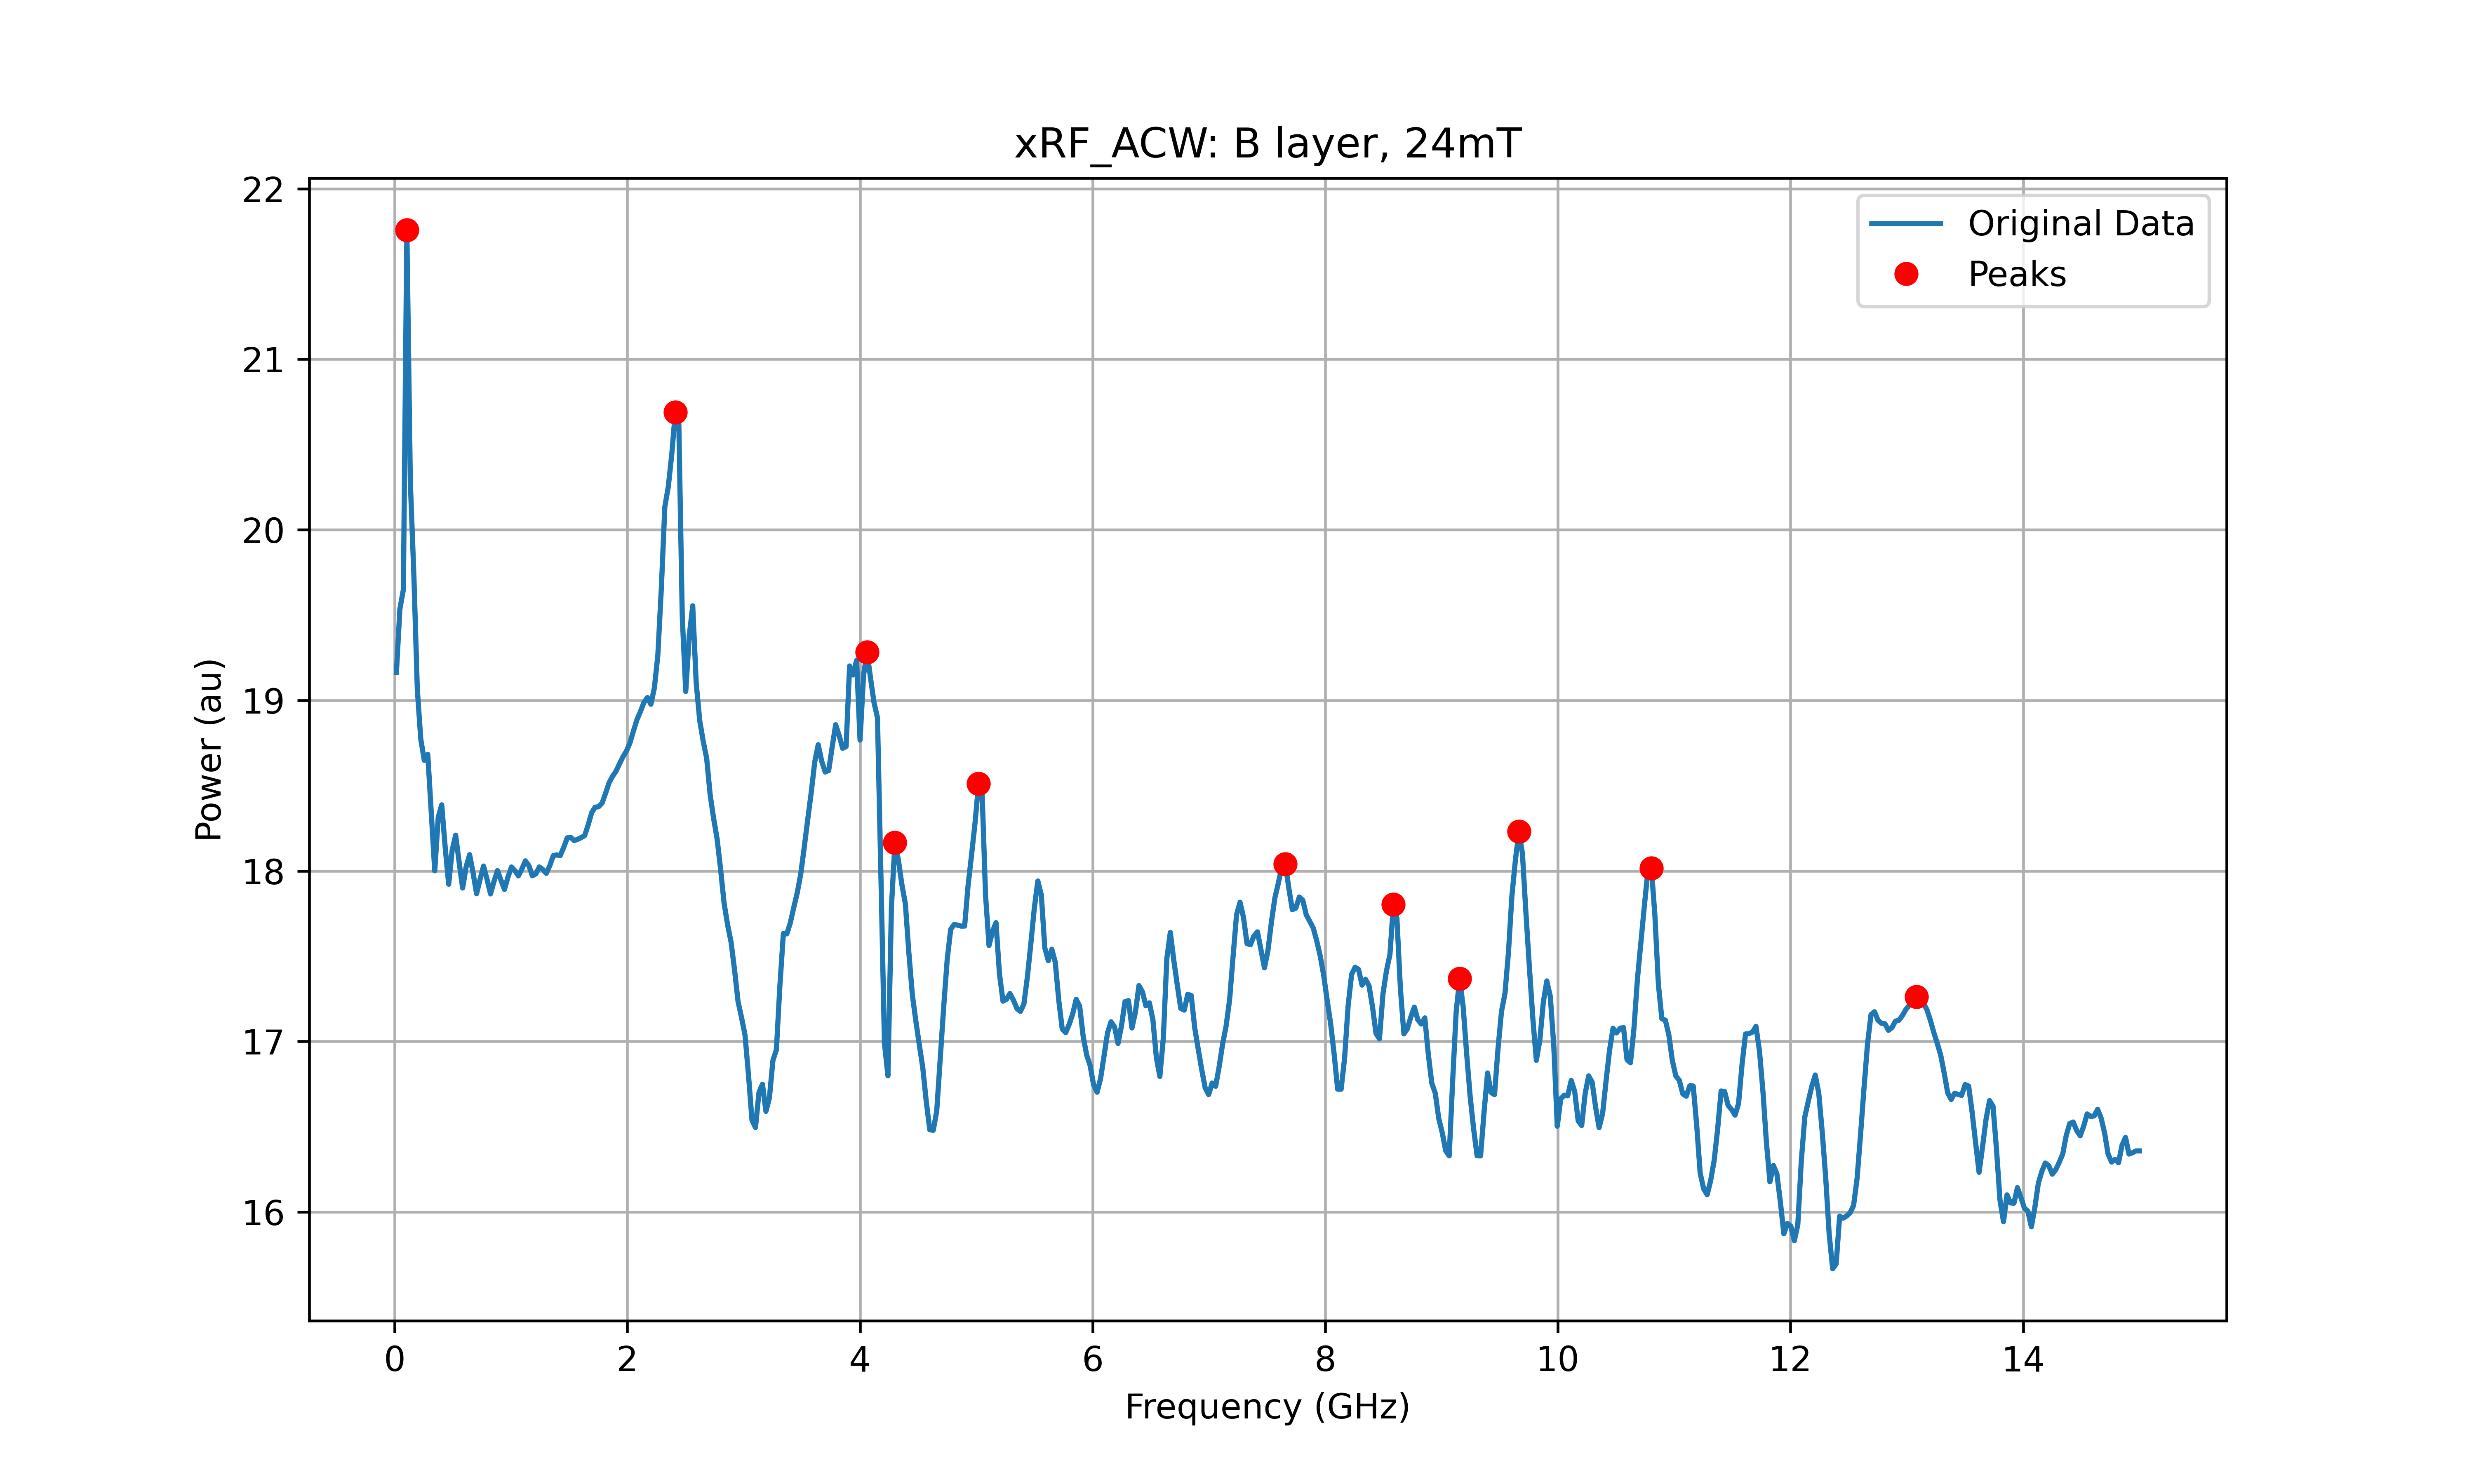 xRF_ACW: B layer, 24mT
Original Data
Peaks
Power (au)
22
21
20
19
18
17
16
0 2 4 6 8 10 12 14
Frequency (GHz)